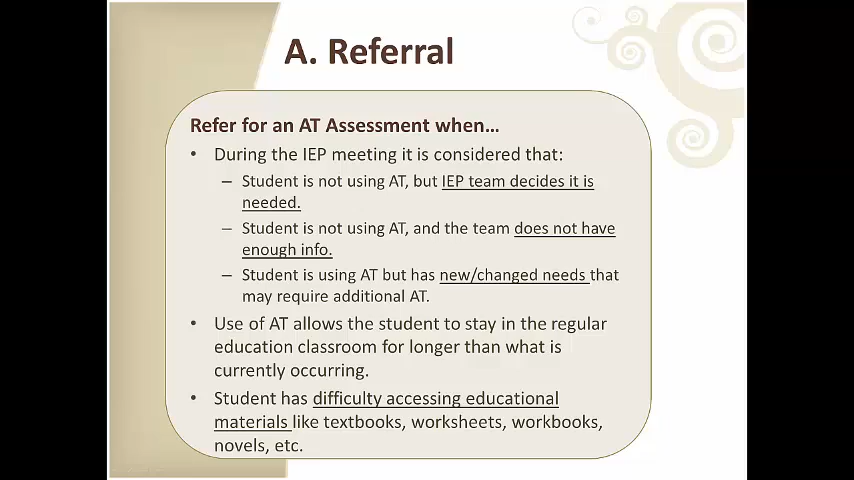 A. Referral
Refer for an AT Assessment when…
• During the IEP meeting it is considered that:
– Student is not using AT, but IEP team decides it is
needed.
– Student is not using AT, and the team does not have
enough info.
– Student is using AT but has new/changed needs that
may require additional AT.
• Use of AT allows the student to stay in the regular
education classroom for longer than what is
currently occurring.
• Student has difficulty accessing educational
materials like textbooks, worksheets, workbooks,
novels, etc.